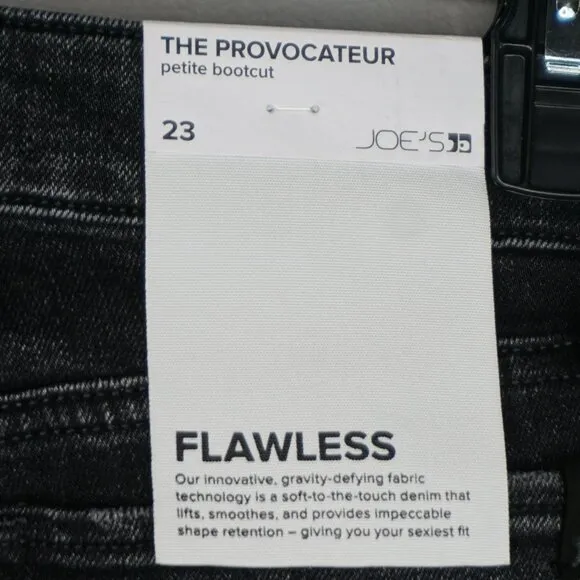 THE PROVOCATEUR
petite bootcut
23
JOE'S
FLAWLESS
Our innovative, gravity-defying fabric
technology is a soft-to-the-touch denim that
lifts, smoothes, and provides impeccable
shape retention – giving you your sexiest fit